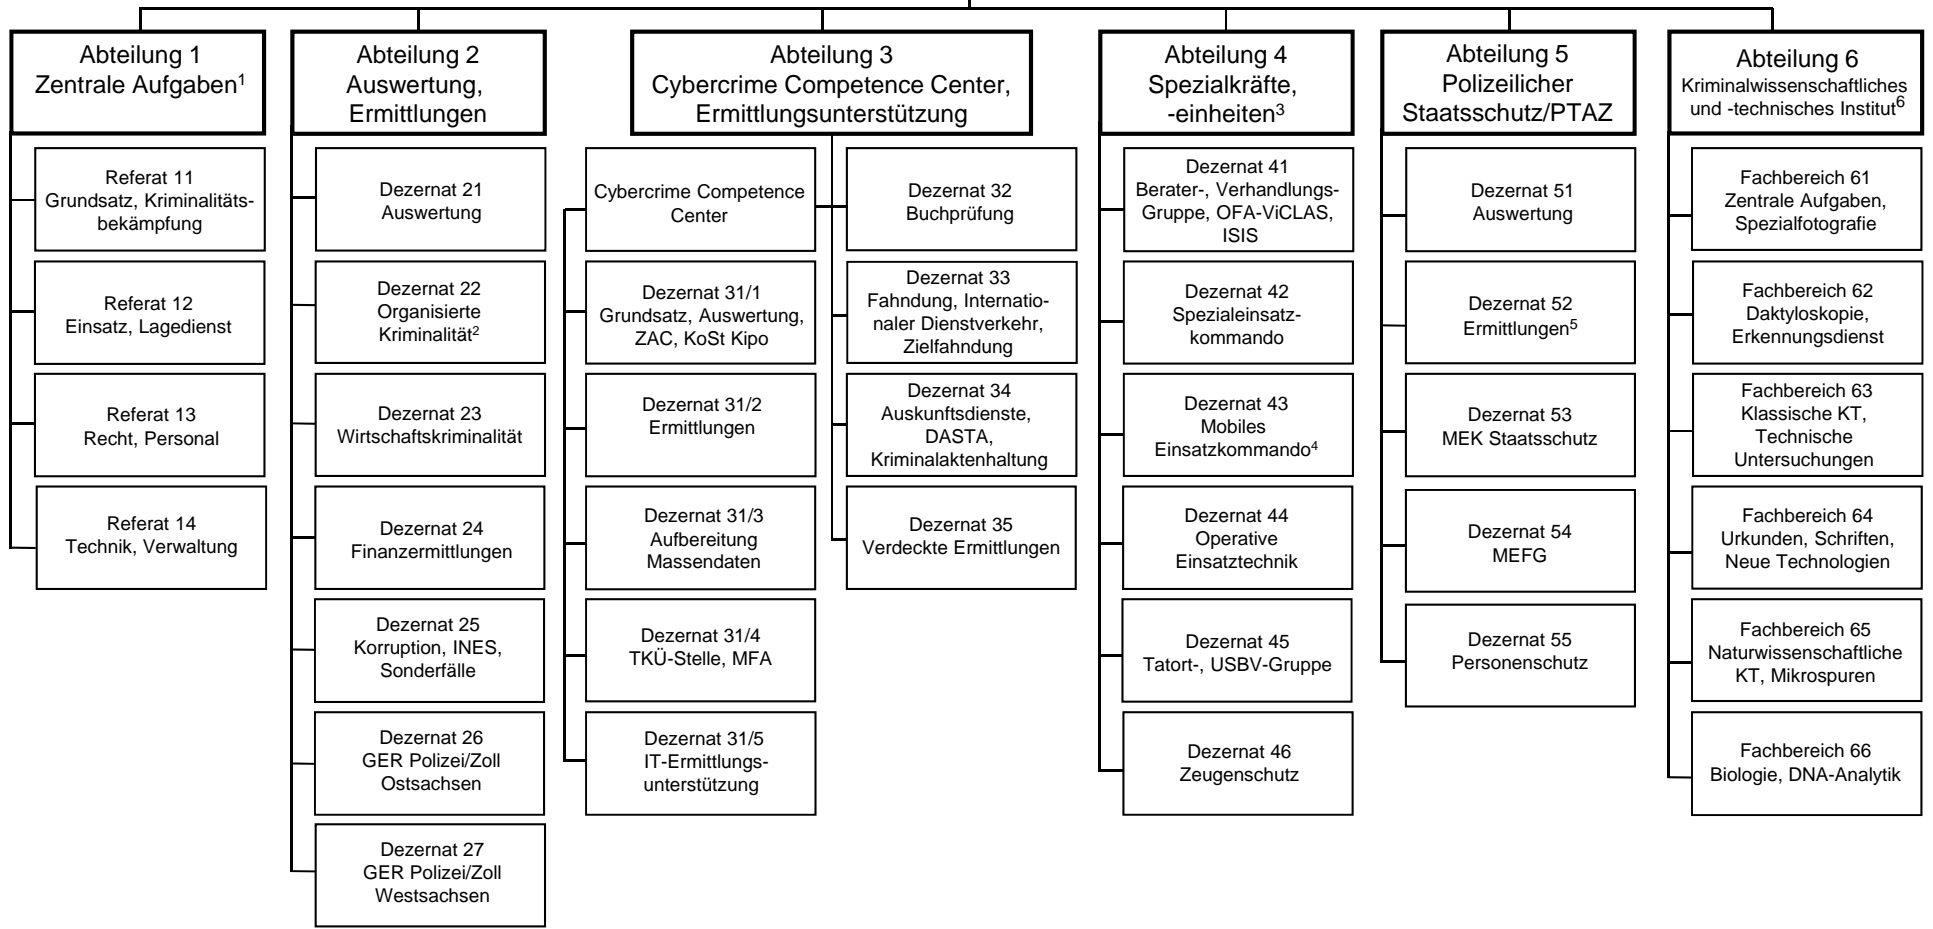 Abteilung 1
Zentrale Aufgaben¹
Referat 11
Grundsatz, Kriminalitäts-
bekämpfung
Referat 12
Einsatz, Lagedienst
Referat 13
Recht, Personal
Referat 14
Technik, Verwaltung
Abteilung 2
Auswertung,
Ermittlungen
Dezernat 21
Auswertung
Dezernat 22
Organisierte
Kriminalität²
Dezernat 23
Wirtschaftskriminalität
Dezernat 24
Finanzermittlungen
Dezernat 25
Korruption, INES,
Sonderfälle
Dezernat 26
GER Polizei/Zoll
Ostsachsen
Dezernat 27
GER Polizei/Zoll
Westsachsen
Abteilung 3
Cybercrime Competence Center,
Ermittlungsunterstützung
Cybercrime Competence
Center
Dezernat 31/1
Grundsatz, Auswertung,
ZAC, KoSt Kipo
Dezernat 31/2
Ermittlungen
Dezernat 31/3
Aufbereitung
Massendaten
Dezernat 31/4
TKÜ-Stelle, MFA
Dezernat 31/5
IT-Ermittlungs-
unterstützung
Dezernat 32
Buchprüfung
Dezernat 33
Fahndung, Internatio-
naler Dienstverkehr,
Zielfahndung
Dezernat 34
Auskunftsdienste,
DASTA,
Kriminalaktenhaltung
Dezernat 35
Verdeckte Ermittlungen
Abteilung 4
Spezialkräfte,
-einheiten³
Dezernat 41
Berater-, Verhandlungs-
Gruppe, OFA-ViCLAS,
ISIS
Dezernat 42
Spezialeinsatz-
kommando
Dezernat 43
Mobiles
Einsatzkommando⁴
Dezernat 44
Operative
Einsatztechnik
Dezernat 45
Tatort-, USBV-Gruppe
Dezernat 46
Zeugenschutz
Abteilung 5
Polizeilicher
Staatsschutz/PTAZ
Dezernat 51
Auswertung
Dezernat 52
Ermittlungen⁵
Dezernat 53
MEK Staatsschutz
Dezernat 54
MEFG
Dezernat 55
Personenschutz
Abteilung 6
Kriminalwissenschaftliches
und -technisches Institut⁶
Fachbereich 61
Zentrale Aufgaben,
Spezialfotografie
Fachbereich 62
Daktyloskopie,
Erkennungsdienst
Fachbereich 63
Klassische KT,
Technische
Untersuchungen
Fachbereich 64
Urkunden, Schriften,
Neue Technologien
Fachbereich 65
Naturwissenschaftliche
KT, Mikrospuren
Fachbereich 66
Biologie, DNA-Analytik